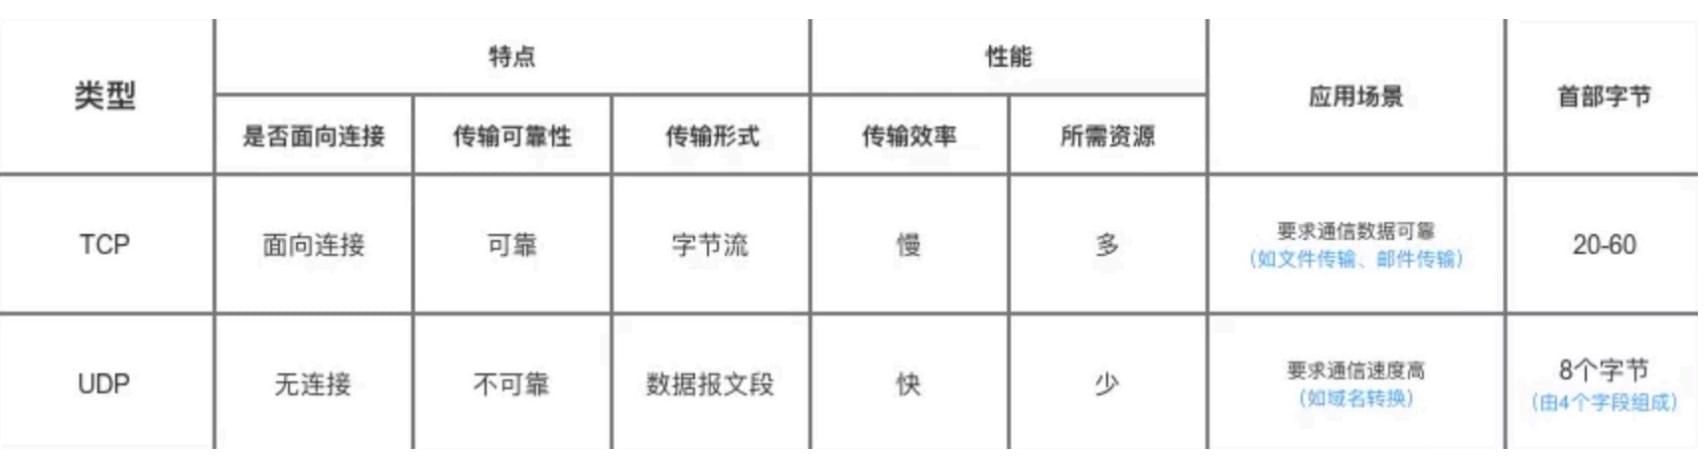 类型
特点
性能
应用场景
首部字节
是否面向连接
传输可靠性
传输形式
传输效率
所需资源
TCP
面向连接
可靠
字节流
慢
多
要求通信数据可靠
（如文件传输、邮件传输）
20-60
UDP
无连接
不可靠
数据报文段
快
少
要求通信速度高
（如域名转换）
8个字节
（由4个字段组成）